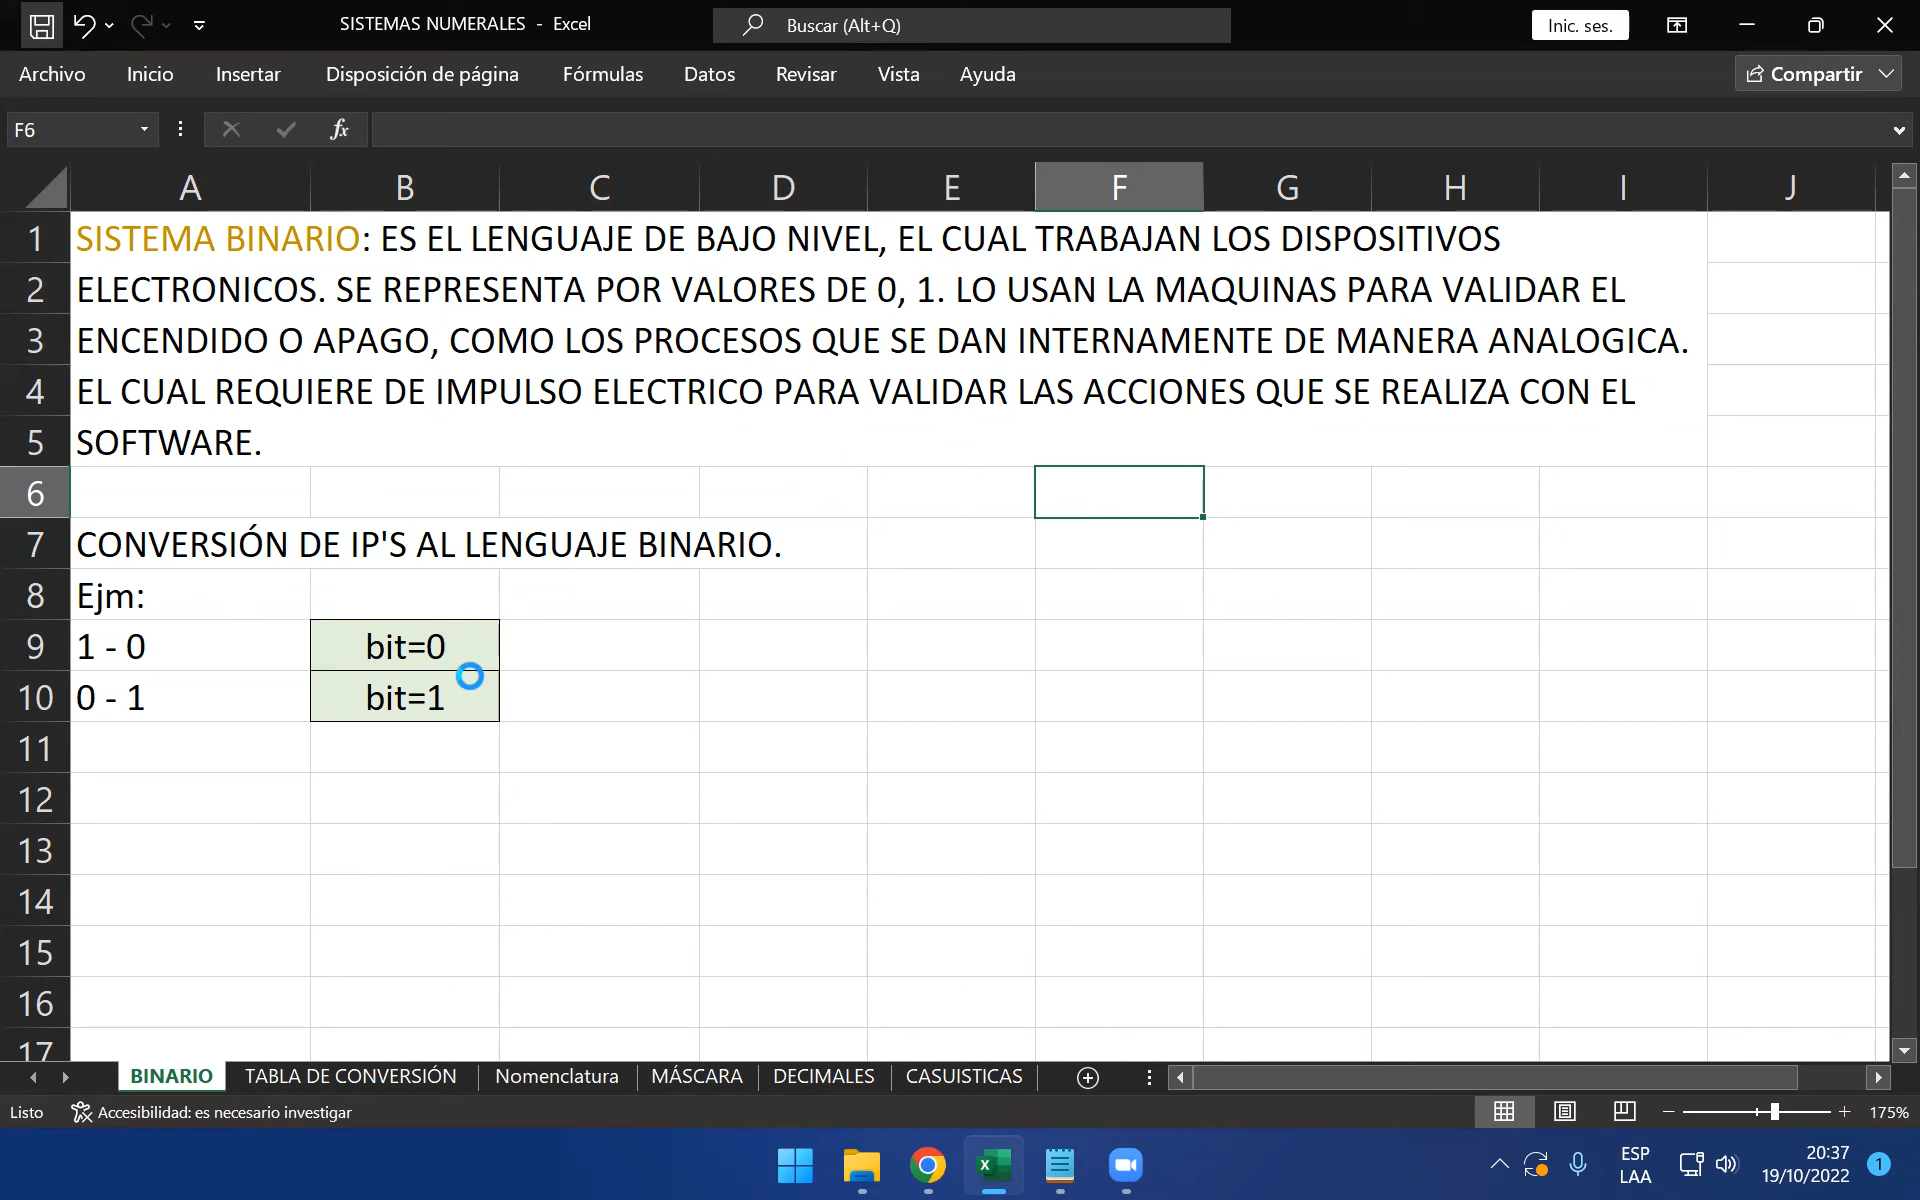 SISTEMAS NUMERALES - Excel
Buscar (Alt+Q)
Inic. ses.
Archivo Inicio Insertar Disposición de página Fórmulas Datos Revisar Vista Ayuda Compartir
F6 fx
A B C D E F G H I J
1 SISTEMA BINARIO: ES EL LENGUAJE DE BAJO NIVEL, EL CUAL TRABAJAN LOS DISPOSITIVOS
2 ELECTRONICOS. SE REPRESENTA POR VALORES DE 0, 1. LO USAN LA MAQUINAS PARA VALIDAR EL
3 ENCENDIDO O APAGO, COMO LOS PROCESOS QUE SE DAN INTERNAMENTE DE MANERA ANALOGICA.
4 EL CUAL REQUIERE DE IMPULSO ELECTRICO PARA VALIDAR LAS ACCIONES QUE SE REALIZA CON EL
5 SOFTWARE.
6
7 CONVERSIÓN DE IP'S AL LENGUAJE BINARIO.
8 Ejm:
9 1 - 0 bit=0
10 0 - 1 bit=1
11
12
13
14
15
16
17
BINARIO TABLA DE CONVERSIÓN Nomenclatura MÁSCARA DECIMALES CASUISTICAS
Listo Accesibilidad: es necesario investigar 175%
ESP 20:37
LAA 19/10/2022 1